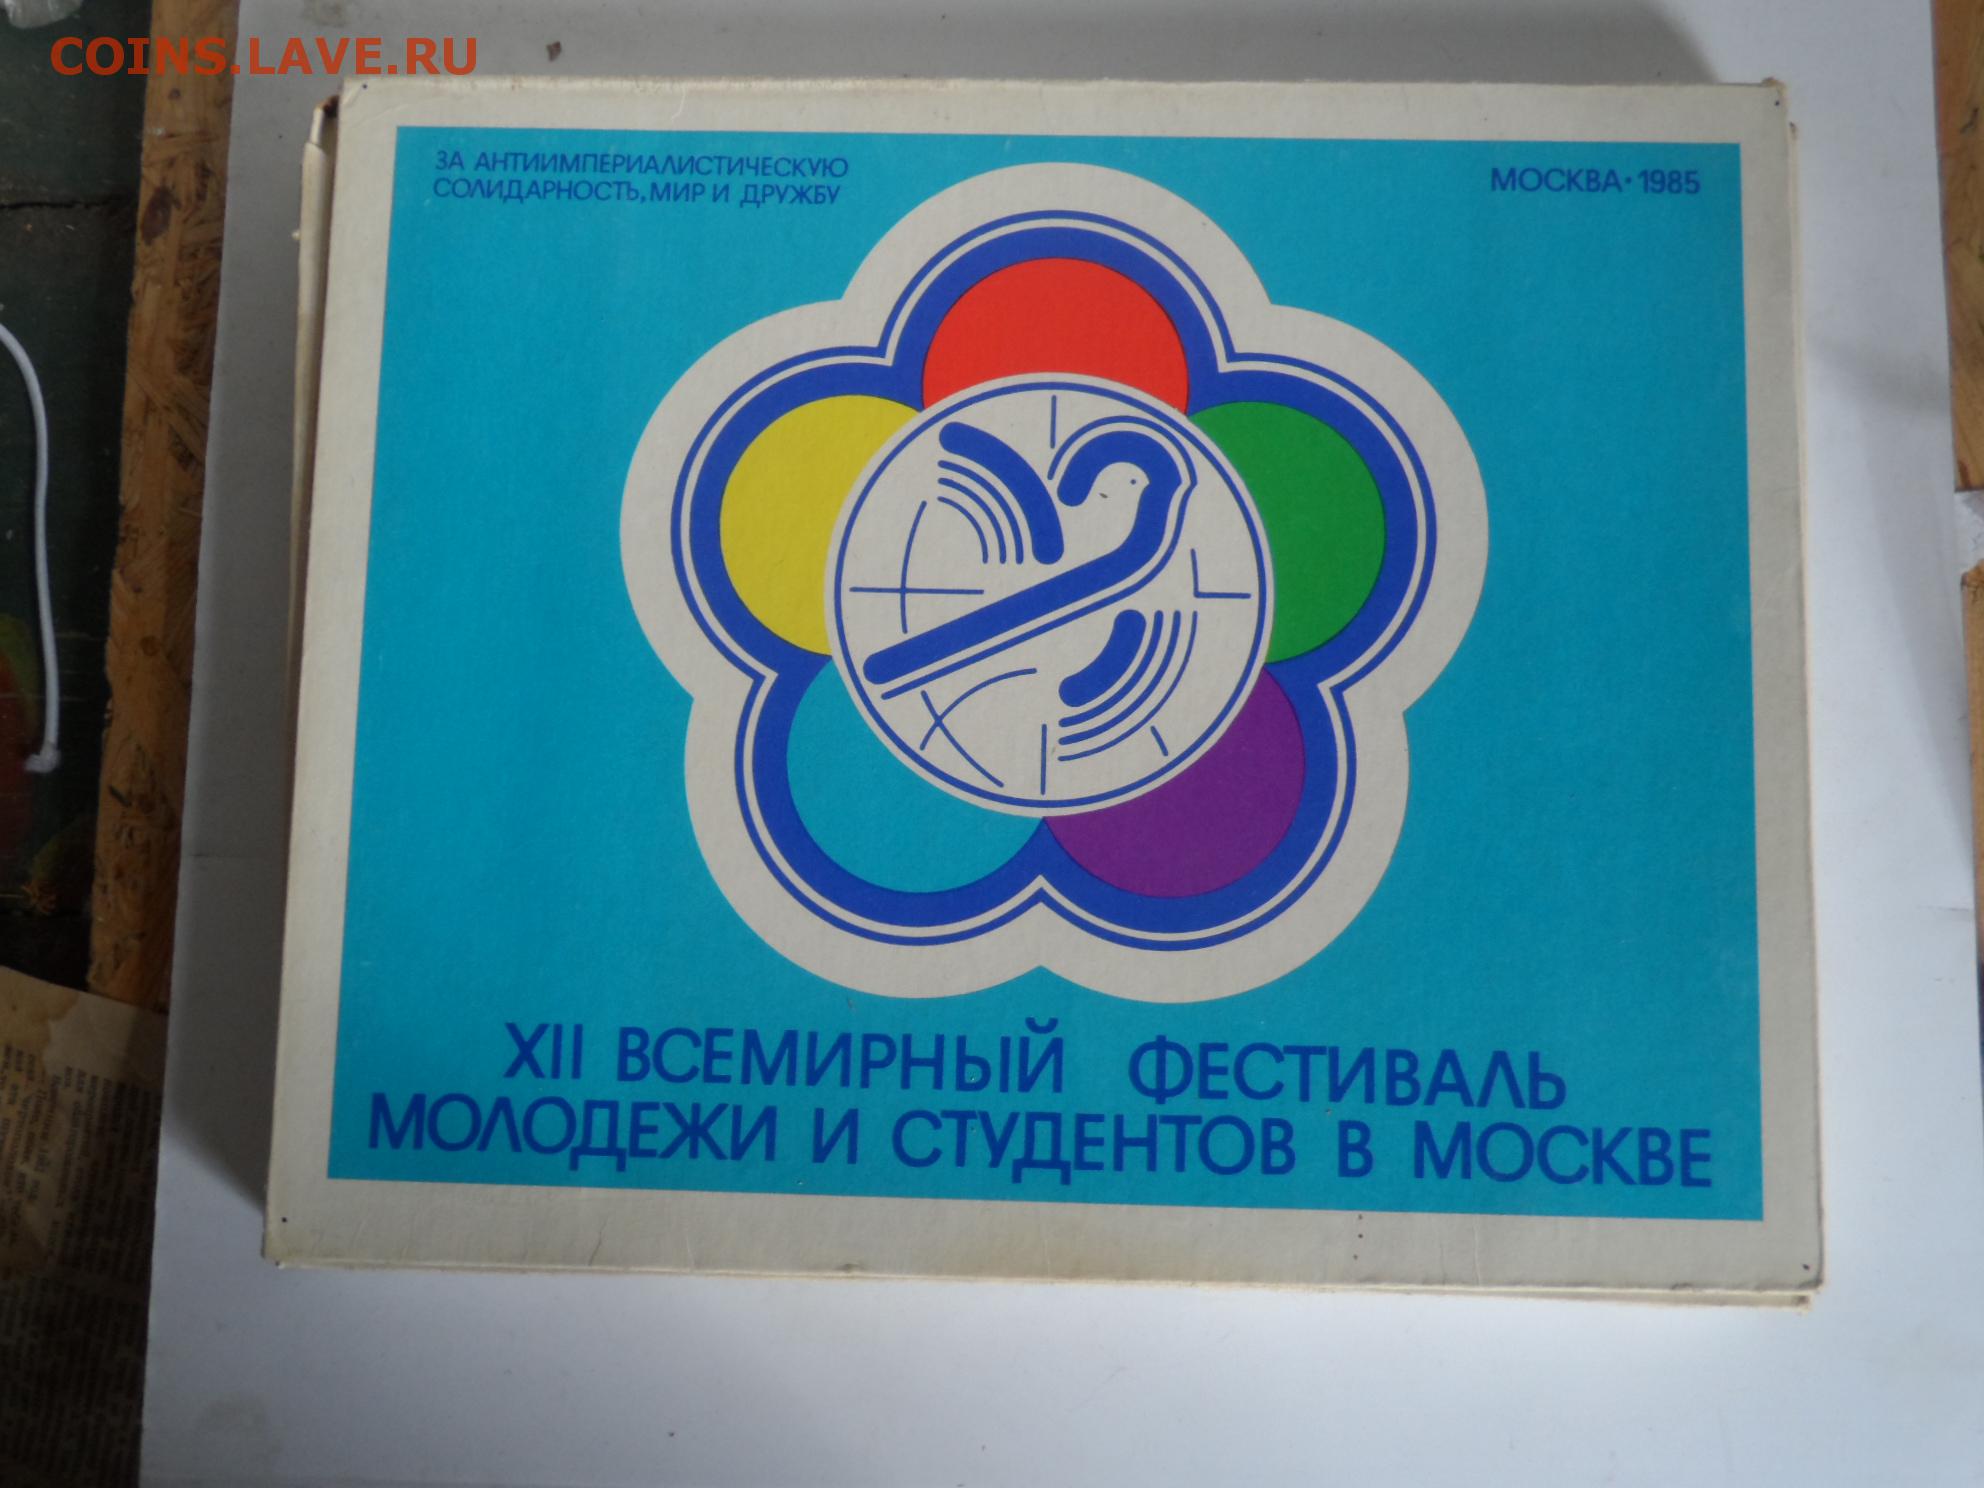 COINS.LAVE.RU
ЗА АНТИИМПЕРИАЛИСТИЧЕСКУЮ
СОЛИДАРНОСТЬ, МИР И ДРУЖБУ
МОСКВА · 1985
XII ВСЕМИРНЫЙ ФЕСТИВАЛЬ
МОЛОДЕЖИ И СТУДЕНТОВ В МОСКВЕ